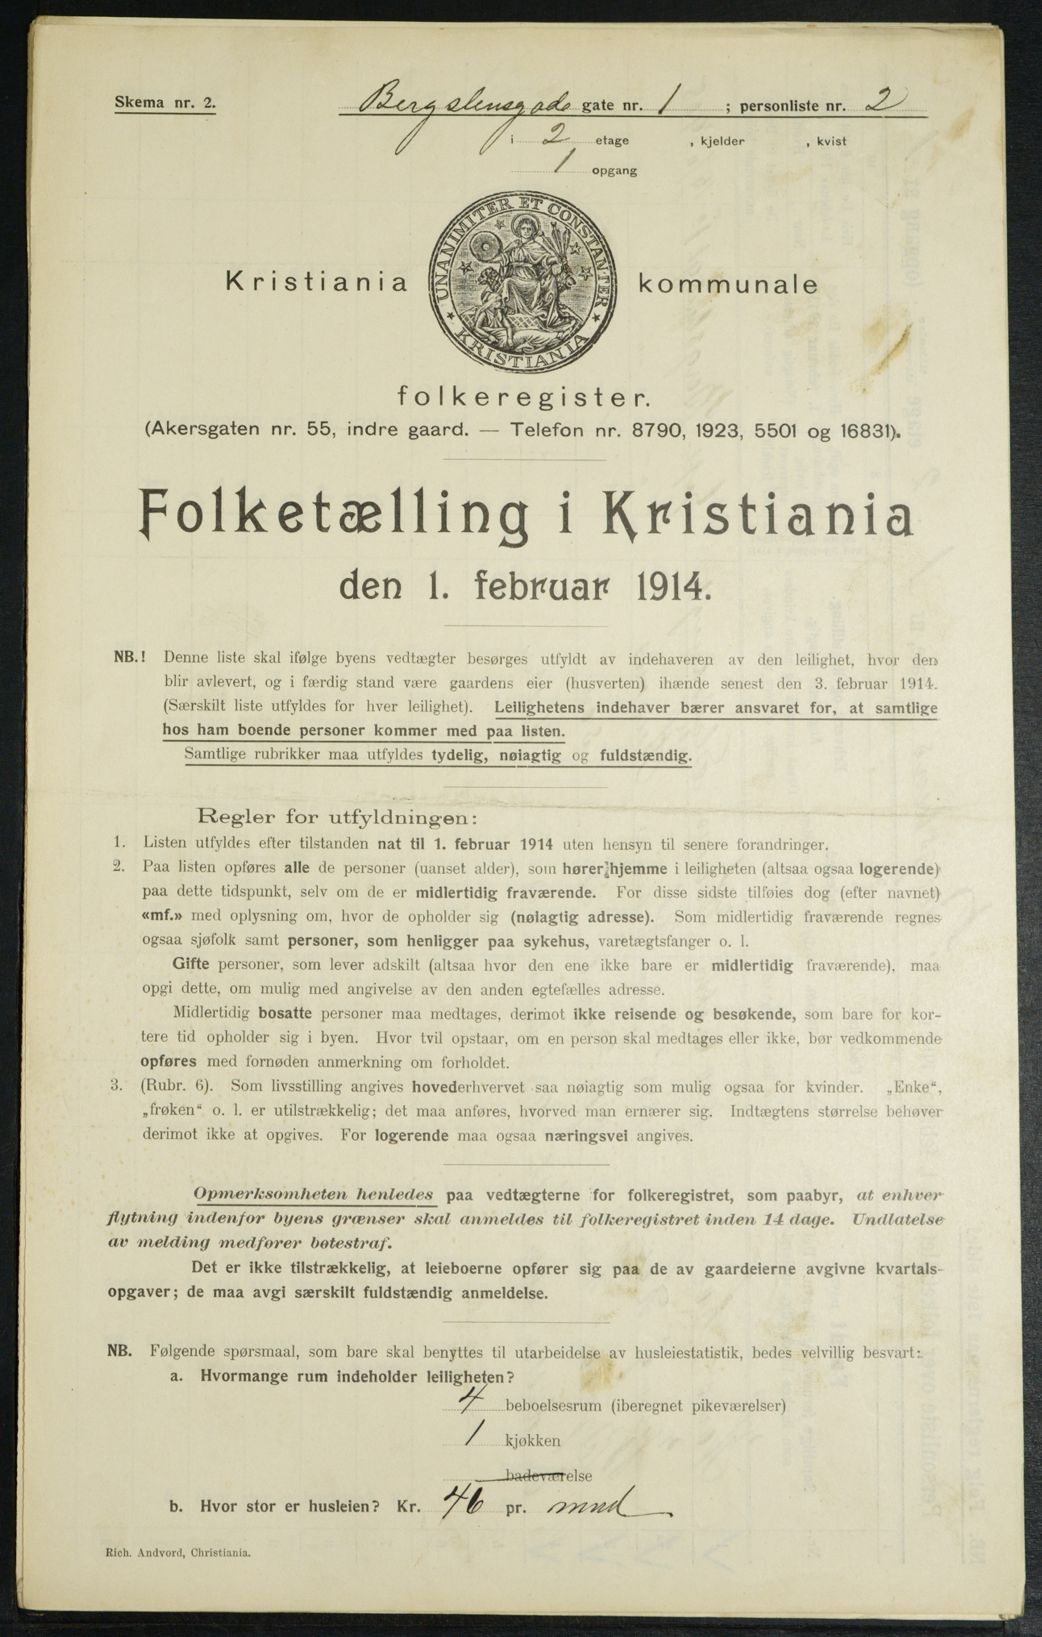 Skema nr. 2.
Bergslensgade gate nr. 1 ; personliste nr. 2
i 2 etage , kjelder , kvist
1 opgang
UNANIMITER ET CONSTANTER
KRISTIANIA
Kristiania kommunale
folkeregister.
(Akersgaten nr. 55, indre gaard. — Telefon nr. 8790, 1923, 5501 og 16831).
Folketælling i Kristiania
den 1. februar 1914.
NB.! Denne liste skal ifølge byens vedtægter besørges utfyldt av indehaveren av den leilighet, hvor den
blir avlevert, og i færdig stand være gaardens eier (husverten) ihænde senest den 3. februar 1914.
(Særskilt liste utfyldes for hver leilighet). Leilighetens indehaver bærer ansvaret for, at samtlige
hos ham boende personer kommer med paa listen.
Samtlige rubrikker maa utfyldes tydelig, nøiagtig og fuldstændig.
Regler for utfyldningen:
1. Listen utfyldes efter tilstanden nat til 1. februar 1914 uten hensyn til senere forandringer.
2. Paa listen opføres alle de personer (uanset alder), som hører hjemme i leiligheten (altsaa ogsaa logerende)
paa dette tidspunkt, selv om de er midlertidig fraværende. For disse sidste tilføies dog (efter navnet)
«mf.» med oplysning om, hvor de opholder sig (nøiagtig adresse). Som midlertidig fraværende regnes
ogsaa sjøfolk samt personer, som henligger paa sykehus, varetægtsfanger o. l.
Gifte personer, som lever adskilt (altsaa hvor den ene ikke bare er midlertidig fraværende), maa
opgi dette, om mulig med angivelse av den anden egtefælles adresse.
Midlertidig bosatte personer maa medtages, derimot ikke reisende og besøkende, som bare for kor-
tere tid opholder sig i byen. Hvor tvil opstaar, om en person skal medtages eller ikke, bør vedkommende
opføres med fornøden anmerkning om forholdet.
3. (Rubr. 6). Som livsstilling angives hovederhvervet saa nøiagtig som mulig ogsaa for kvinder. „Enke“,
„frøken“ o. l. er utilstrækkelig; det maa anføres, hvorved man ernærer sig. Indtægtens størrelse behøver
derimot ikke at opgives. For logerende maa ogsaa næringsvei angives.
Opmerksomheten henledes paa vedtægterne for folkeregistret, som paabyr, at enhver
flytning indenfor byens grænser skal anmeldes til folkeregistret inden 14 dage. Undlatelse
av melding medfører bøtestraf.
Det er ikke tilstrækkelig, at leieboerne opfører sig paa de av gaardeierne avgivne kvartals-
opgaver; de maa avgi særskilt fuldstændig anmeldelse.
NB. Følgende spørsmaal, som bare skal benyttes til utarbeidelse av husleiestatistik, bedes velvillig besvart:
a. Hvormange rum indeholder leiligheten?
4 beboelsesrum (iberegnet pikeværelser)
1 kjøkken
badeværelse
b. Hvor stor er husleien? Kr. 46 pr. mnd
Rich. Andvord, Christiania.